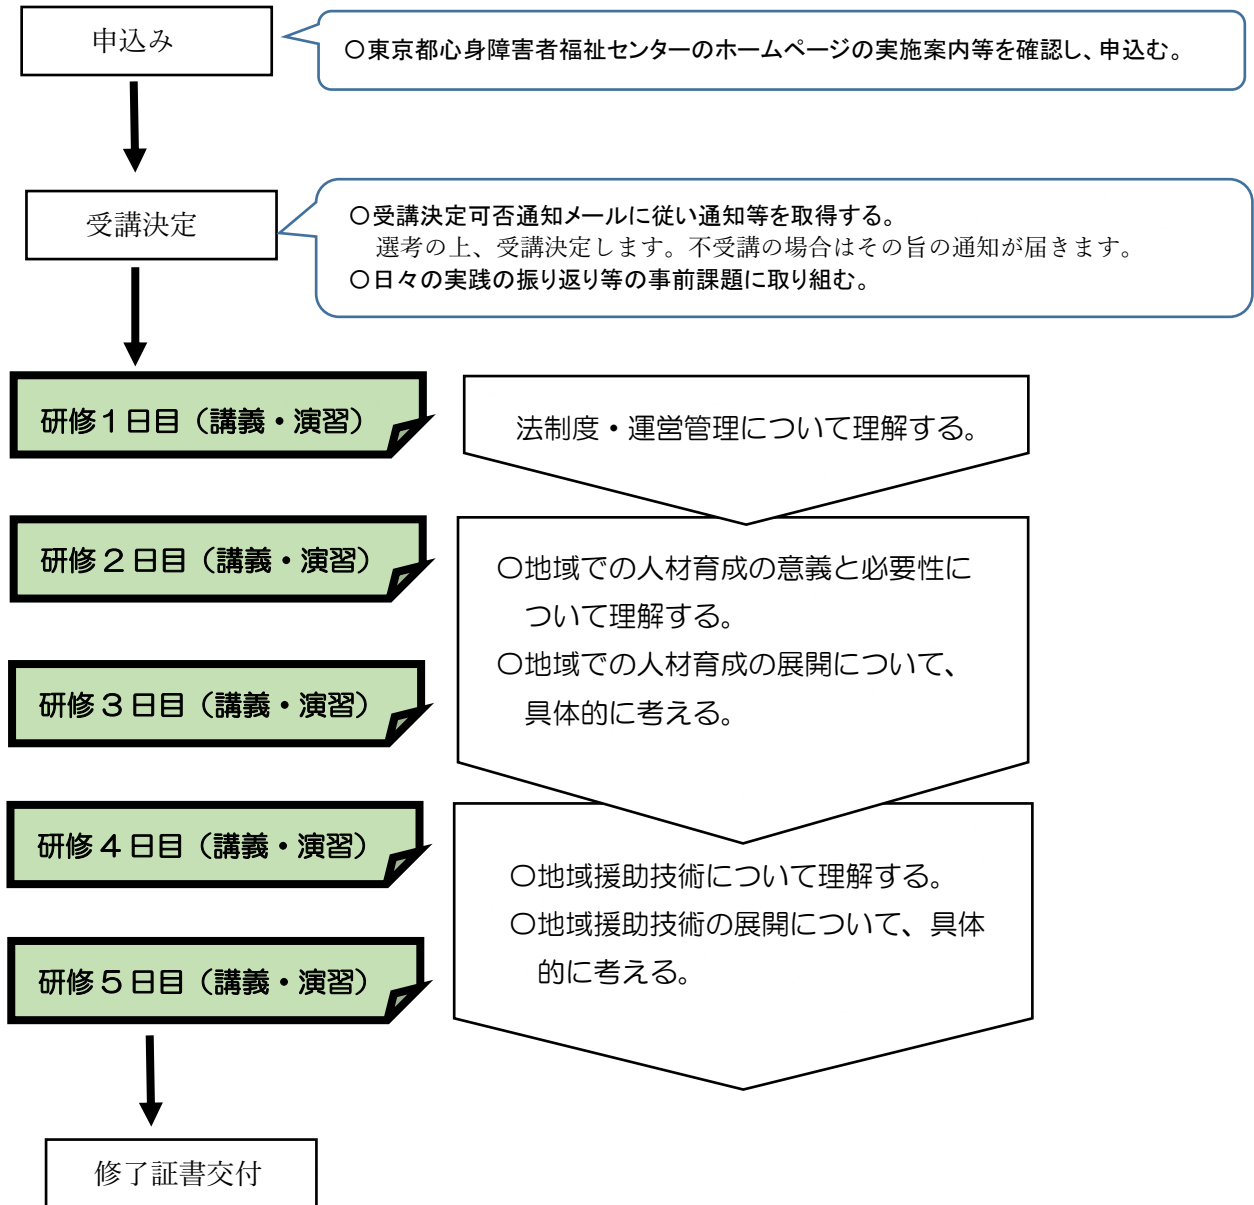 申込み
〇東京都心身障害者福祉センターのホームページの実施案内等を確認し、申込む。
受講決定
〇受講決定可否通知メールに従い通知等を取得する。
選考の上、受講決定します。不受講の場合はその旨の通知が届きます。
〇日々の実践の振り返り等の事前課題に取り組む。
研修１日目（講義・演習）
法制度・運営管理について理解する。
研修２日目（講義・演習）
〇地域での人材育成の意義と必要性に
ついて理解する。
〇地域での人材育成の展開について、
具体的に考える。
研修３日目（講義・演習）
研修４日目（講義・演習）
〇地域援助技術について理解する。
〇地域援助技術の展開について、具体
的に考える。
研修５日目（講義・演習）
修了証書交付